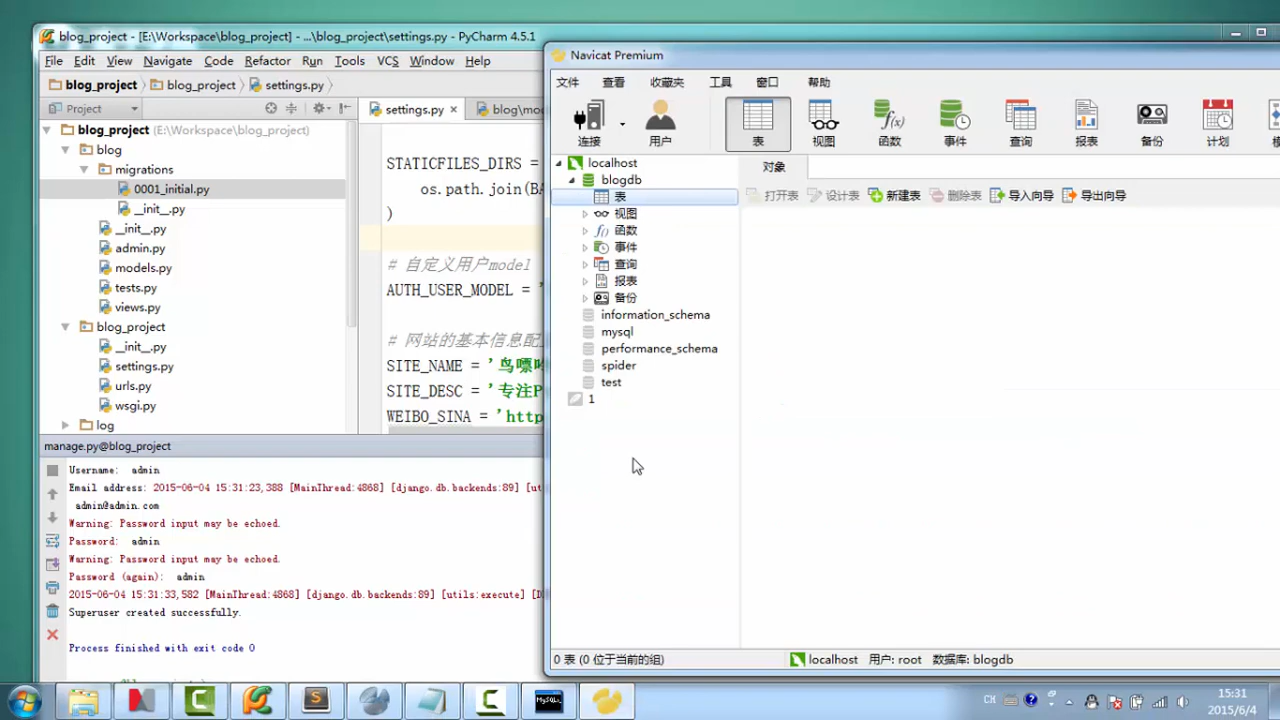 blog_project - [E:\Workspace\blog_project] - ...\blog_project\settings.py - PyCharm 4.5.1
File Edit View Navigate Code Refactor Run Tools VCS Window Help
blog_project blog_project settings.py
Project
settings.py
blog\mo
blog_project (E:\Workspace\blog_project)
blog
migrations
0001_initial.py
__init__.py
__init__.py
admin.py
models.py
tests.py
views.py
blog_project
__init__.py
settings.py
urls.py
wsgi.py
log
STATICFILES_DIRS =
os.path.join(BA
)
# 自定义用户model
AUTH_USER_MODEL = '
# 网站的基本信息配
SITE_NAME = '鸟嘌呤
SITE_DESC = '专注P
WEIBO_SINA = 'http
manage.py@blog_project
Username: admin
Email address: 2015-06-04 15:31:23,388 [MainThread:4868] [django.db.backends:89] [ut
admin@admin.com
Warning: Password input may be echoed.
Password: admin
Warning: Password input may be echoed.
Password (again): admin
2015-06-04 15:31:33,582 [MainThread:4868] [django.db.backends:89] [utils:execute] [D
Superuser created successfully.
Process finished with exit code 0
Navicat Premium
文件 查看 收藏夹 工具 窗口 帮助
连接 用户 表 视图 函数 事件 查询 报表 备份 计划
对象
打开表 设计表 新建表 删除表 导入向导 导出向导
localhost
blogdb
表
视图
函数
事件
查询
报表
备份
information_schema
mysql
performance_schema
spider
test
1
0 表 (0 位于当前的组) localhost 用户: root 数据库: blogdb
CH
15:31
2015/6/4